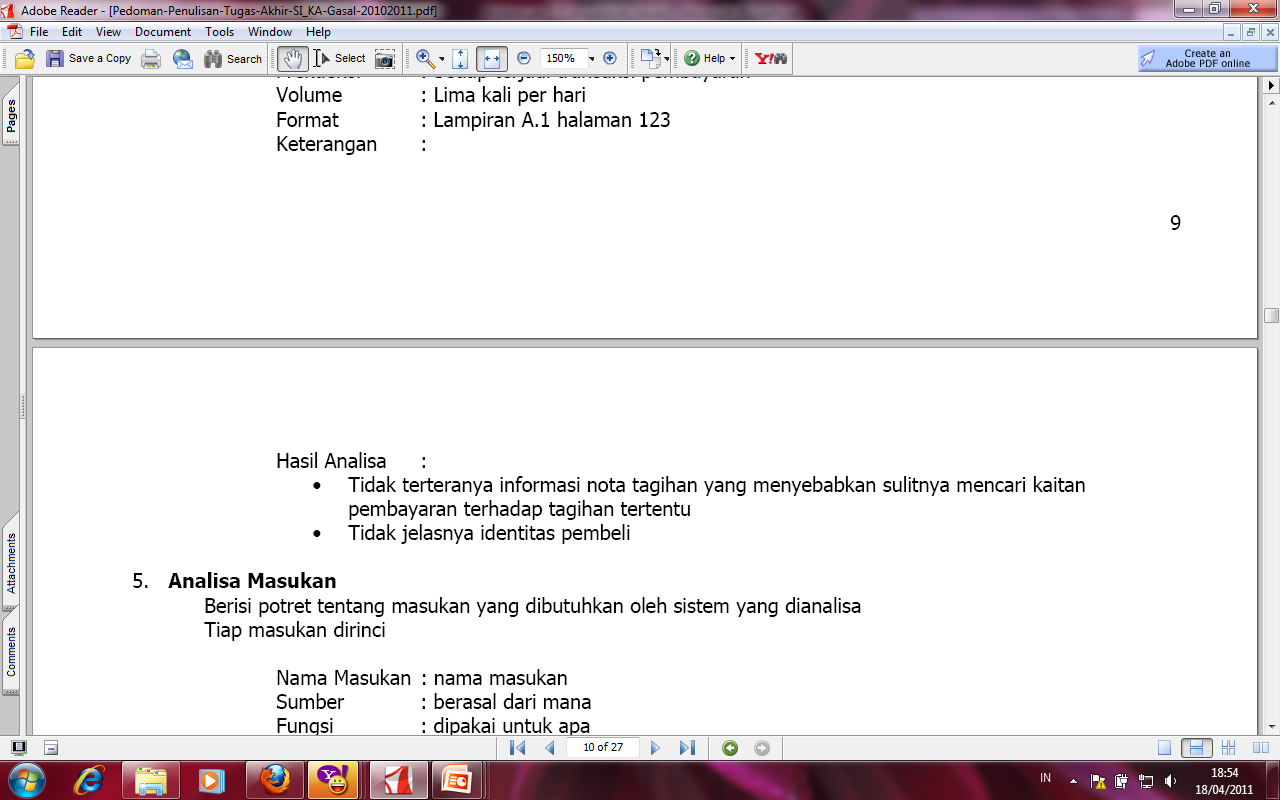 Adobe Reader - [Pedoman-Penulisan-Tugas-Akhir-SI_KA-Gasal-20102011.pdf]
File Edit View Document Tools Window Help
Save a Copy Search Select 150% Help Y! Create an
Adobe PDF online
Pages
Volume : Lima kali per hari
Format : Lampiran A.1 halaman 123
Keterangan :
9
Hasil Analisa :
• Tidak terteranya informasi nota tagihan yang menyebabkan sulitnya mencari kaitan
pembayaran terhadap tagihan tertentu
• Tidak jelasnya identitas pembeli
Attachments
5. Analisa Masukan
Berisi potret tentang masukan yang dibutuhkan oleh sistem yang dianalisa
Tiap masukan dirinci
Comments
Nama Masukan : nama masukan
Sumber : berasal dari mana
Fungsi : dipakai untuk apa
10 of 27
IN 18:54
18/04/2011